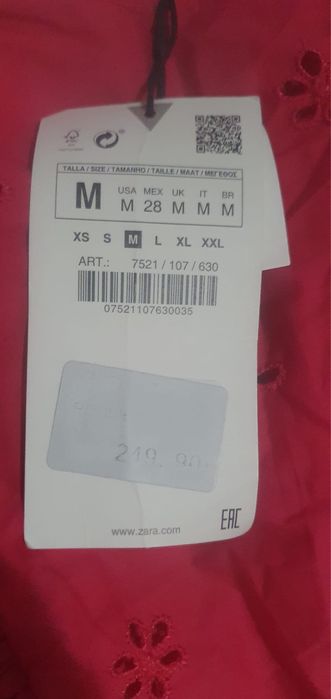 TALLA / SIZE / TAMANHO / TAILLE / MAAT / ΜΕΓΕΘΟΣ
M
USA MEX UK IT BR
M 28 M M M
XS S M L XL XXL
ART.: 7521 / 107 / 630
07521107630035
249.90
www.zara.com
EAC